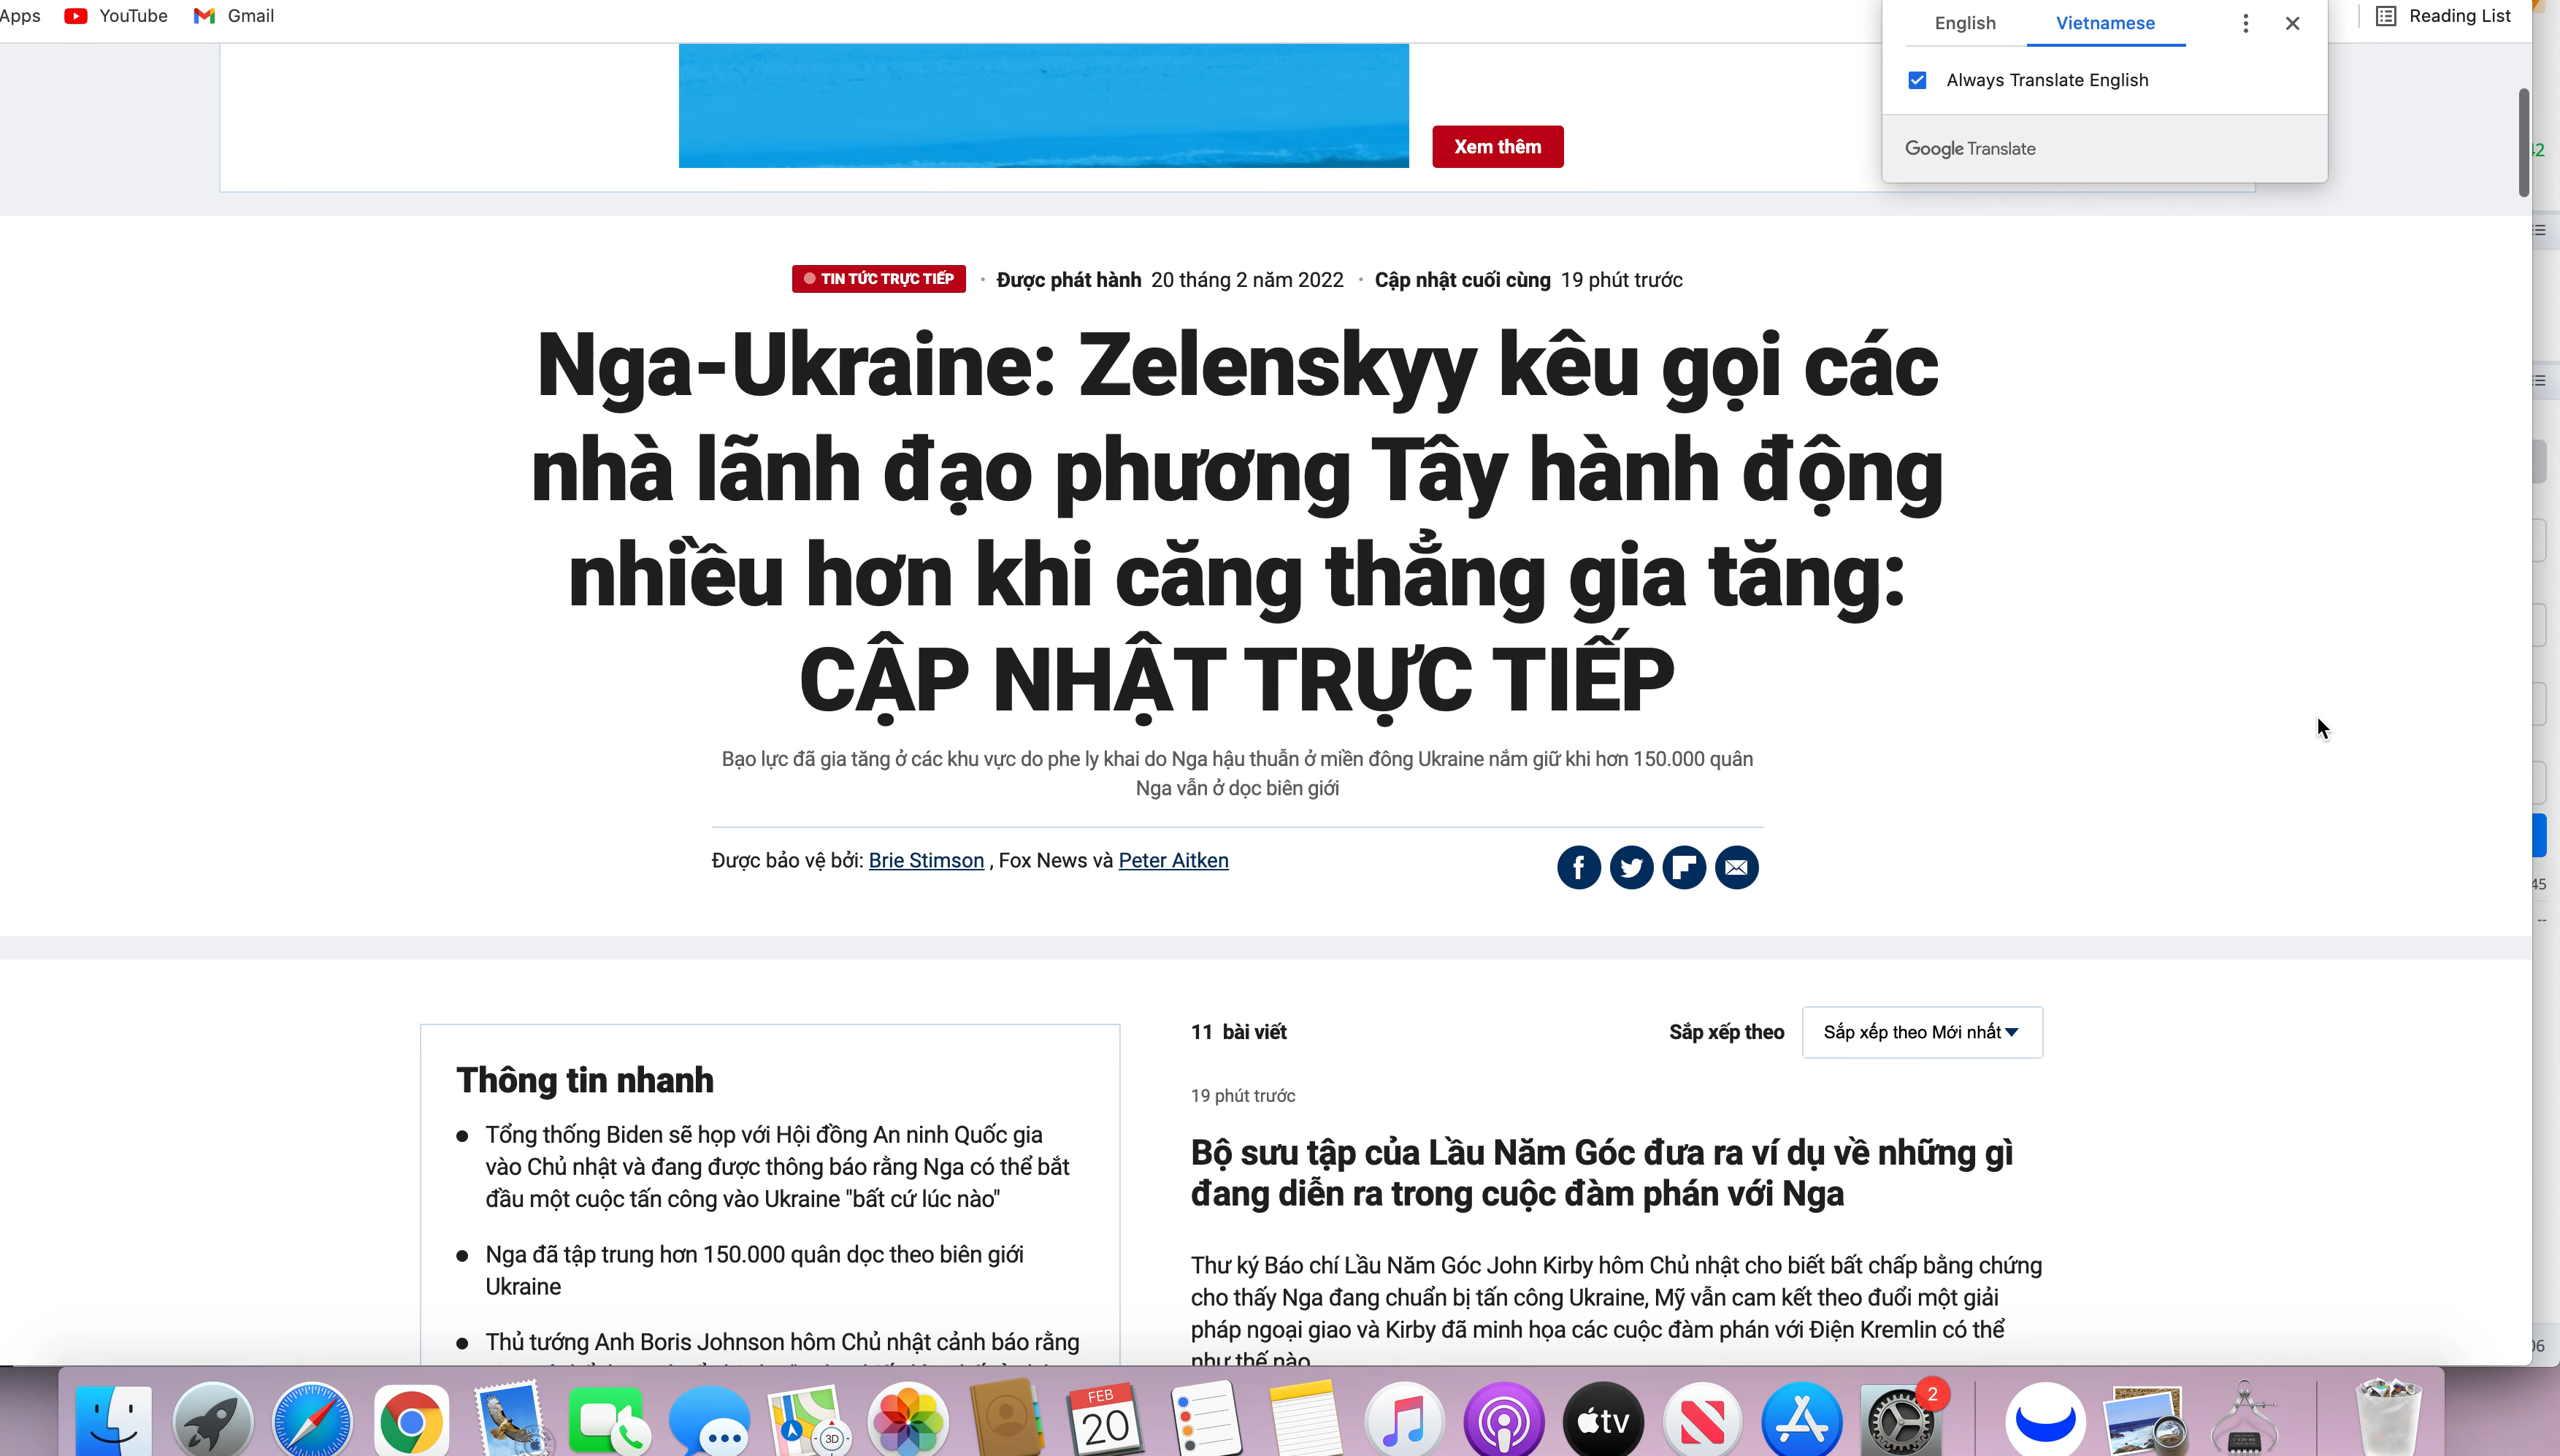 Apps YouTube Gmail
English Vietnamese
Reading List
Always Translate English
Google Translate
Xem thêm
42
TIN TỨC TRỰC TIẾP · Được phát hành 20 tháng 2 năm 2022 · Cập nhật cuối cùng 19 phút trước
Nga-Ukraine: Zelenskyy kêu gọi các
nhà lãnh đạo phương Tây hành động
nhiều hơn khi căng thẳng gia tăng:
CẬP NHẬT TRỰC TIẾP
Bạo lực đã gia tăng ở các khu vực do phe ly khai do Nga hậu thuẫn ở miền đông Ukraine nắm giữ khi hơn 150.000 quân
Nga vẫn ở dọc biên giới
Được bảo vệ bởi: Brie Stimson , Fox News và Peter Aitken
45
--
Thông tin nhanh
● Tổng thống Biden sẽ họp với Hội đồng An ninh Quốc gia
vào Chủ nhật và đang được thông báo rằng Nga có thể bắt
đầu một cuộc tấn công vào Ukraine "bất cứ lúc nào"
● Nga đã tập trung hơn 150.000 quân dọc theo biên giới
Ukraine
● Thủ tướng Anh Boris Johnson hôm Chủ nhật cảnh báo rằng
11 bài viết
Sắp xếp theo Sắp xếp theo Mới nhất
19 phút trước
Bộ sưu tập của Lầu Năm Góc đưa ra ví dụ về những gì
đang diễn ra trong cuộc đàm phán với Nga
Thư ký Báo chí Lầu Năm Góc John Kirby hôm Chủ nhật cho biết bất chấp bằng chứng
cho thấy Nga đang chuẩn bị tấn công Ukraine, Mỹ vẫn cam kết theo đuổi một giải
pháp ngoại giao và Kirby đã minh họa các cuộc đàm phán với Điện Kremlin có thể
như thế nào
06
3D
FEB
20
tv
2